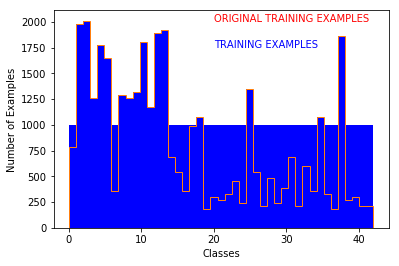 ORIGINAL TRAINING EXAMPLES
TRAINING EXAMPLES
Number of Examples
2000
1750
1500
1250
1000
750
500
250
0
0 10 20 30 40
Classes